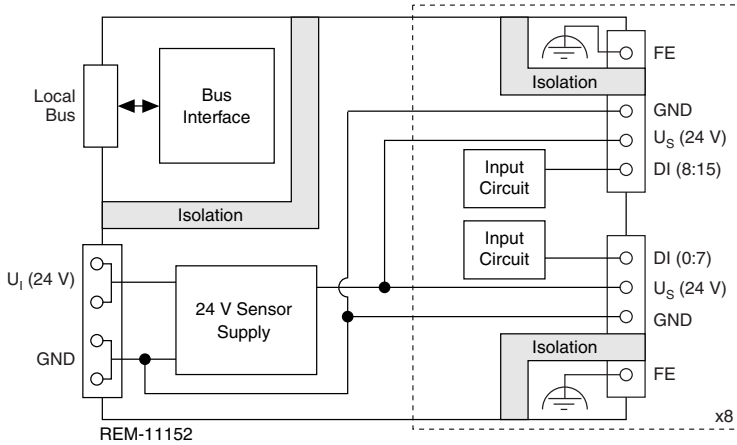 Local
Bus
Bus
Interface
Isolation
FE
Isolation
GND
U_S (24 V)
DI (8:15)
Input
Circuit
Input
Circuit
DI (0:7)
U_S (24 V)
GND
Isolation
FE
U_I (24 V)
24 V Sensor
Supply
GND
x8
REM-11152